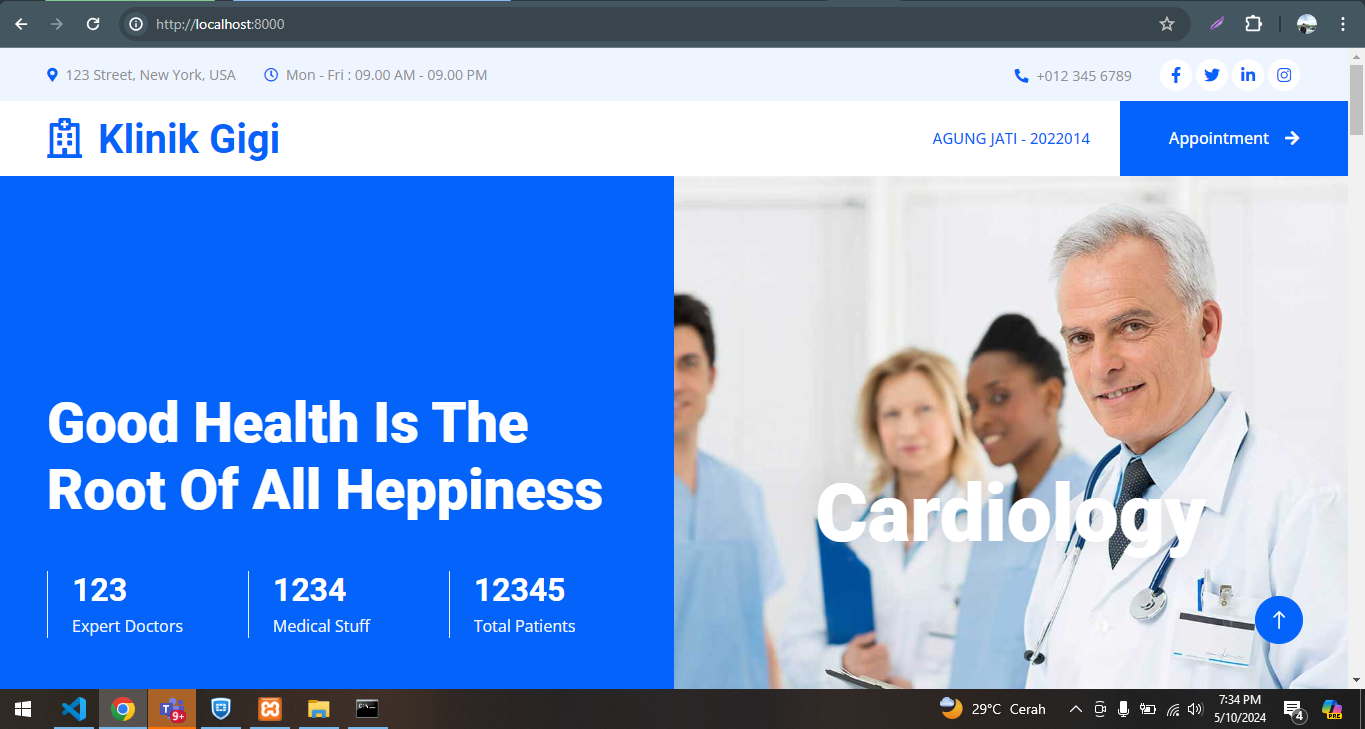 http://localhost:8000
123 Street, New York, USA
Mon - Fri : 09.00 AM - 09.00 PM
+012 345 6789
Klinik Gigi
AGUNG JATI - 2022014
Appointment
Good Health Is The
Root Of All Heppiness
Cardiology
123
1234
12345
Expert Doctors
Medical Stuff
Total Patients
9+
29°C Cerah
7:34 PM
5/10/2024
4
PRE